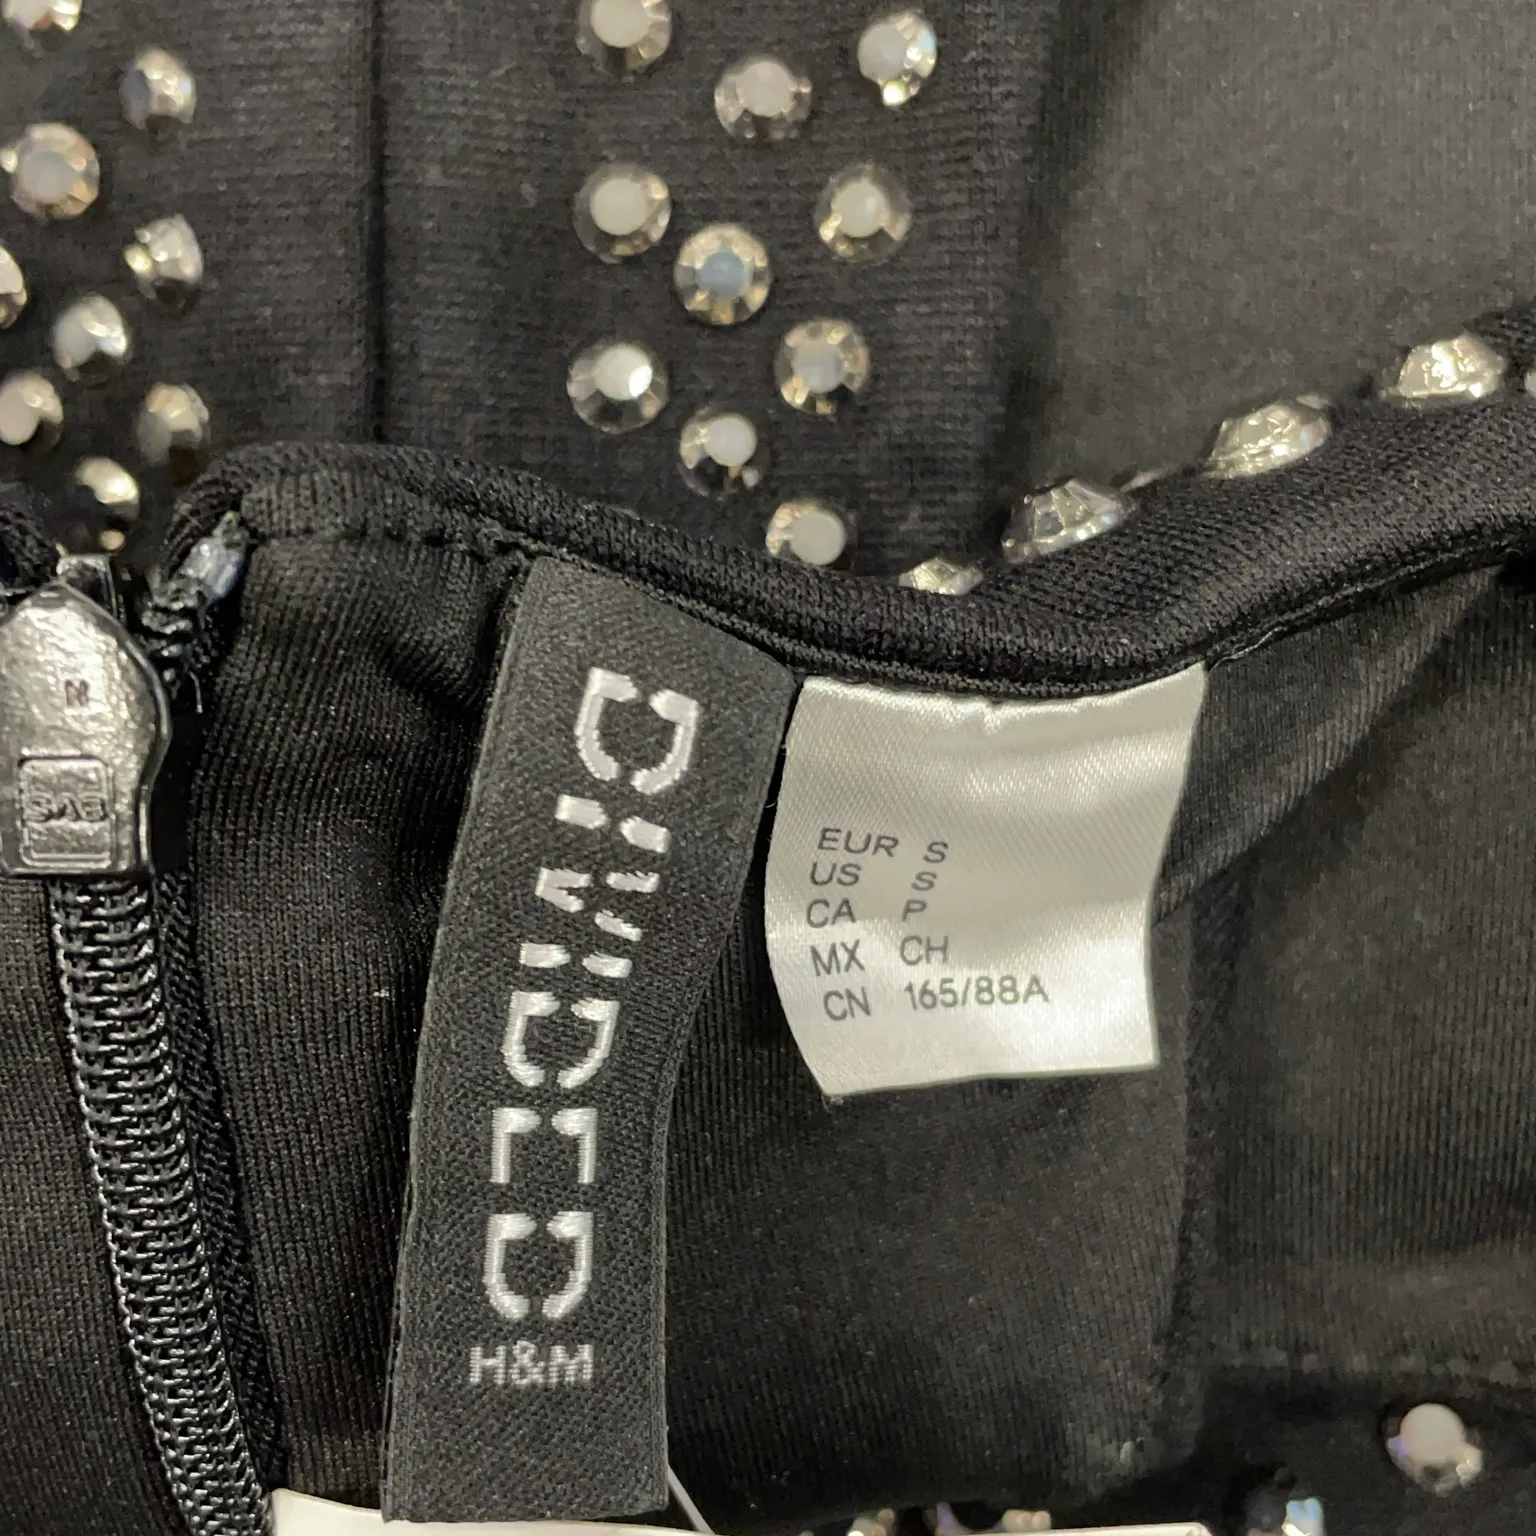 DIVIDED
H&M
EUR S
US S
CA P
MX CH
CN 165/88A